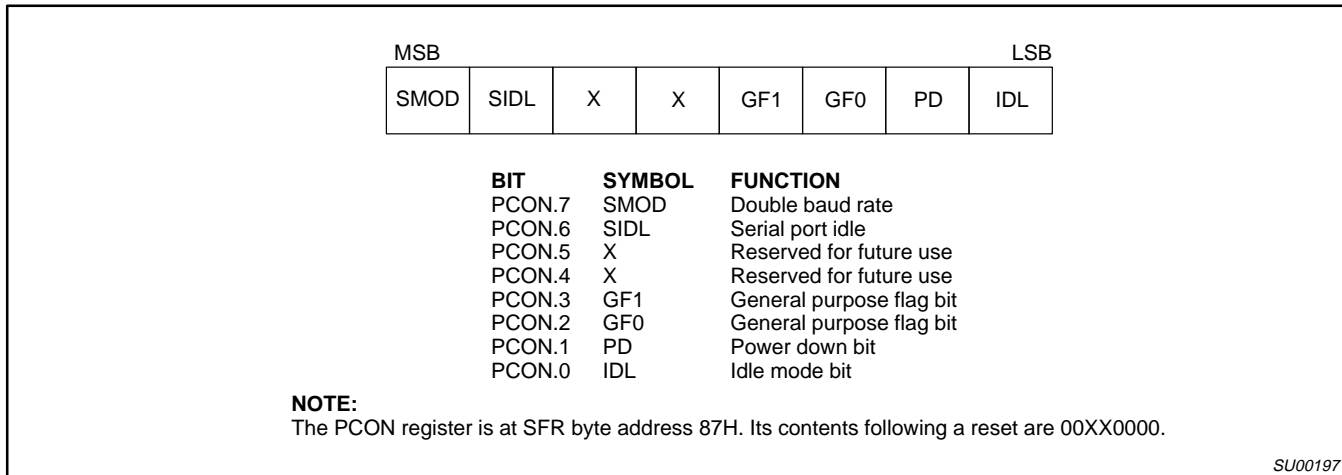 MSB LSB
SMOD SIDL X X GF1 GF0 PD IDL
BIT SYMBOL FUNCTION
PCON.7 SMOD Double baud rate
PCON.6 SIDL Serial port idle
PCON.5 X Reserved for future use
PCON.4 X Reserved for future use
PCON.3 GF1 General purpose flag bit
PCON.2 GF0 General purpose flag bit
PCON.1 PD Power down bit
PCON.0 IDL Idle mode bit
NOTE:
The PCON register is at SFR byte address 87H. Its contents following a reset are 00XX0000.
SU00197